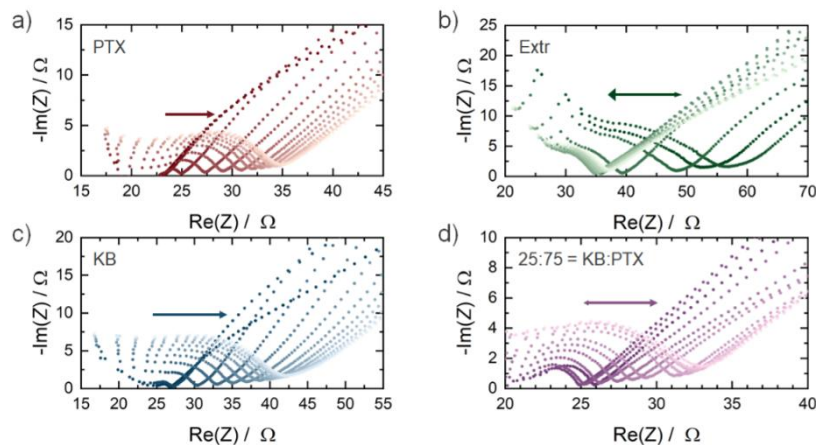 a)
PTX
15
10
5
0
-Im(Z) / Ω
15 20 25 30 35 40 45
Re(Z) / Ω
b)
Extr
25
20
15
10
5
0
-Im(Z) / Ω
20 30 40 50 60 70
Re(Z) / Ω
c)
KB
20
15
10
5
0
-Im(Z) / Ω
15 20 25 30 35 40 45 50 55
Re(Z) / Ω
d)
25:75 = KB:PTX
10
8
6
4
2
0
-Im(Z) / Ω
20 25 30 35 40
Re(Z) / Ω